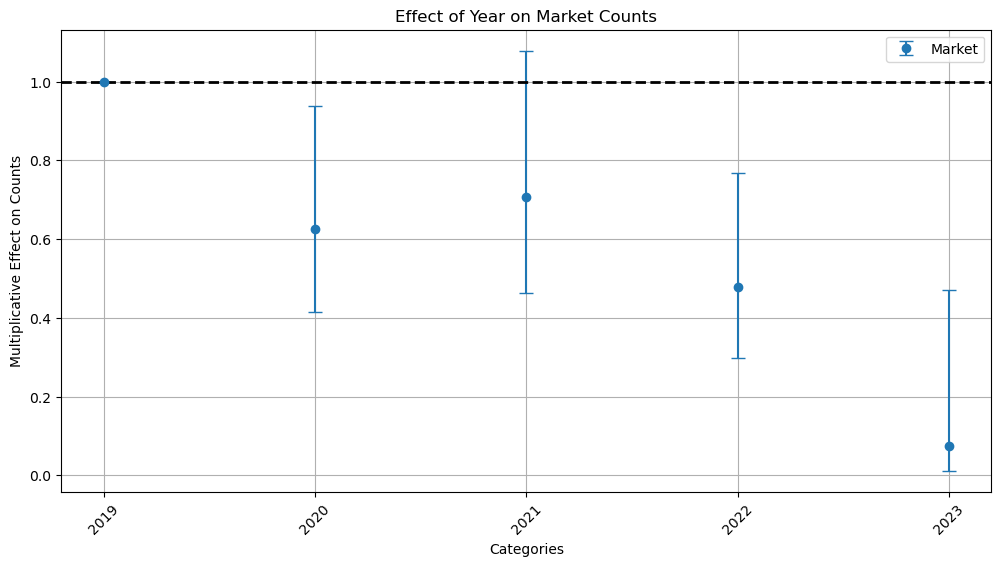 Effect of Year on Market Counts
Market
Multiplicative Effect on Counts
1.0
0.8
0.6
0.4
0.2
0.0
2019
2020
2021
2022
2023
Categories